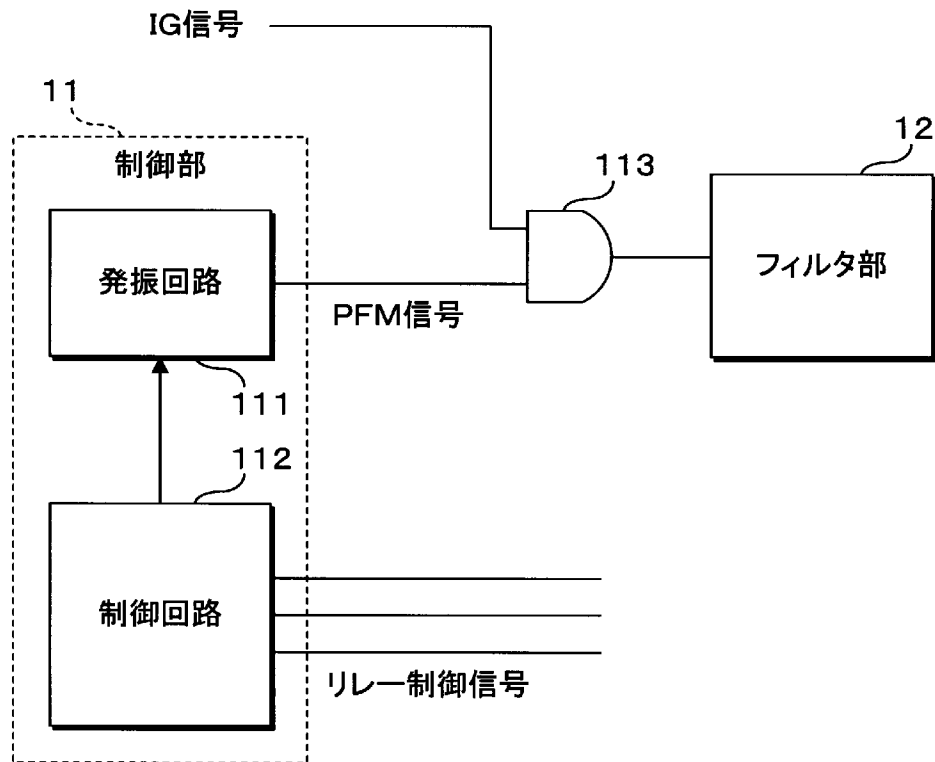 IG信号
11
制御部
113
12
発振回路
フィルタ部
PFM信号
111
112
制御回路
リレー制御信号